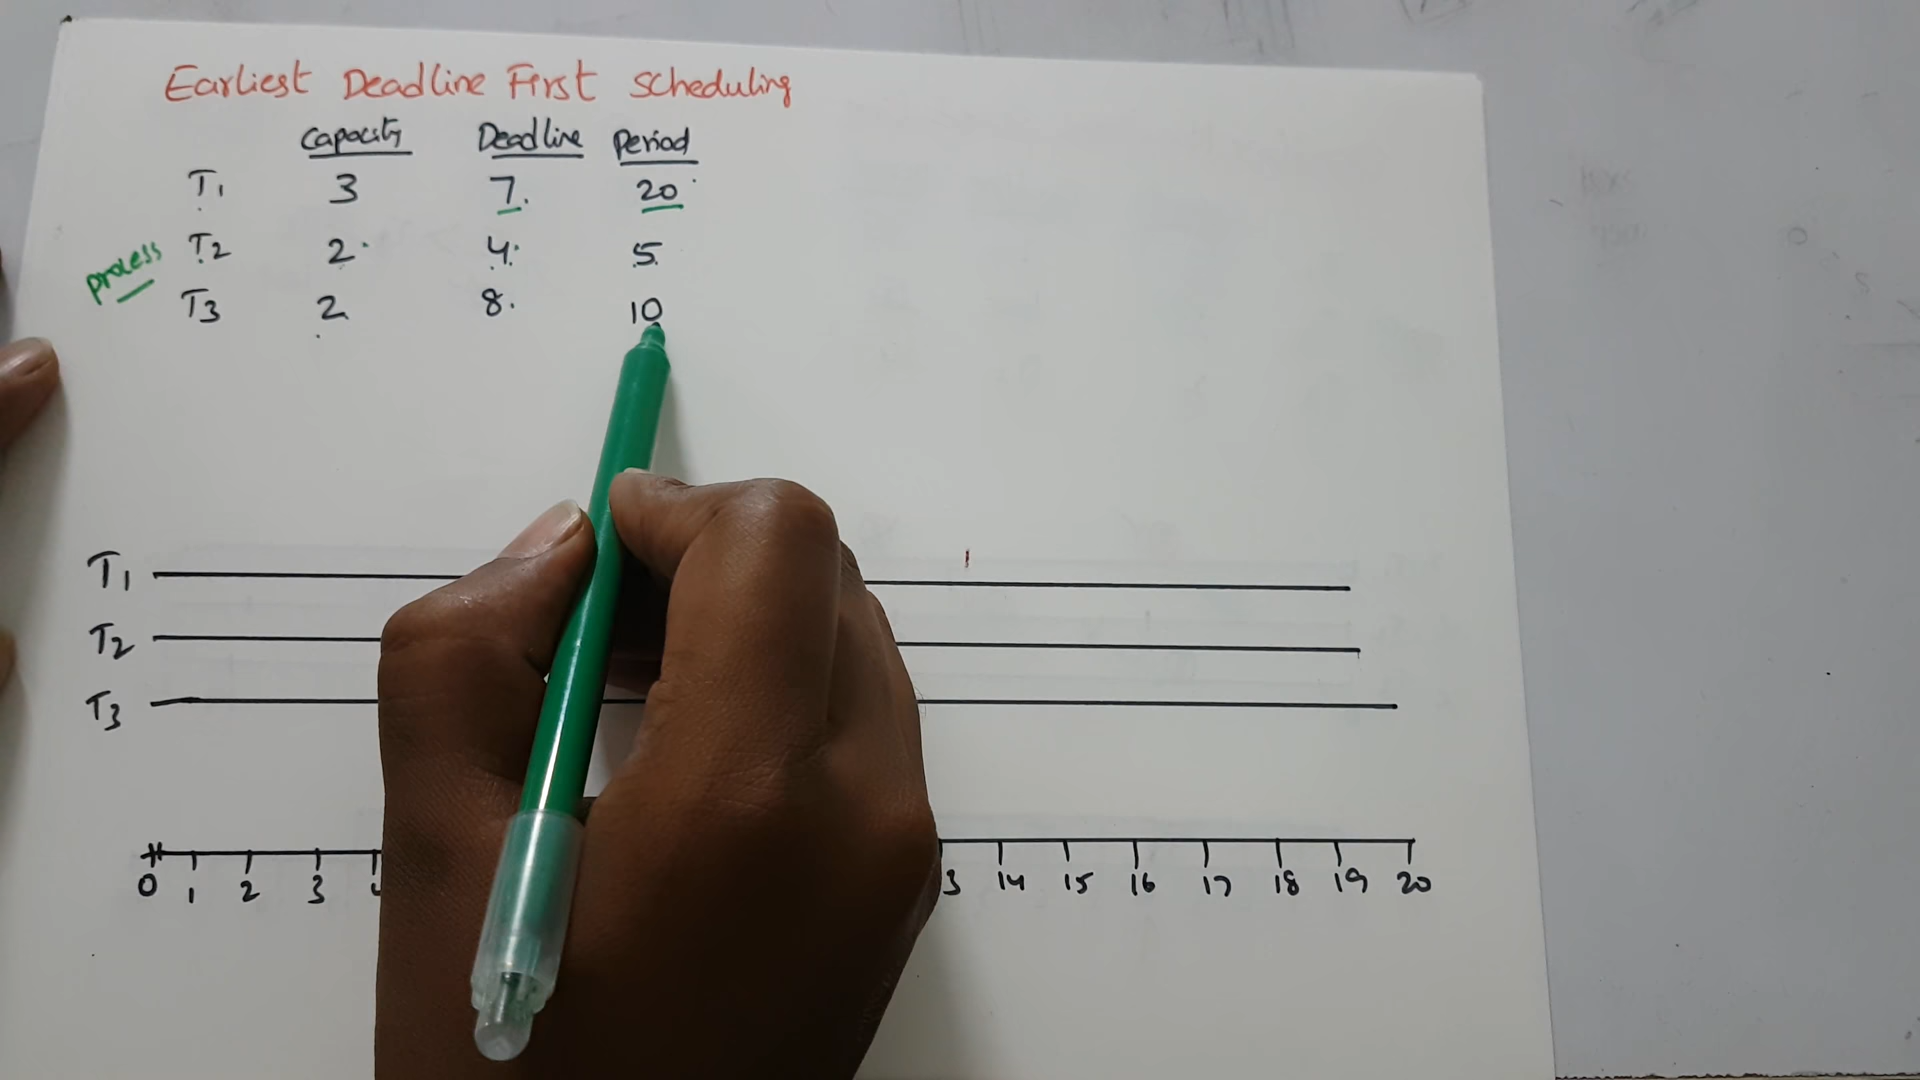 Earliest Deadline First Scheduling
Capacity Deadline Period
T1 3 7 20
process T2 2 4 5
T3 2 8 10
T1
T2
T3
0 1 2 3 14 15 16 17 18 19 20